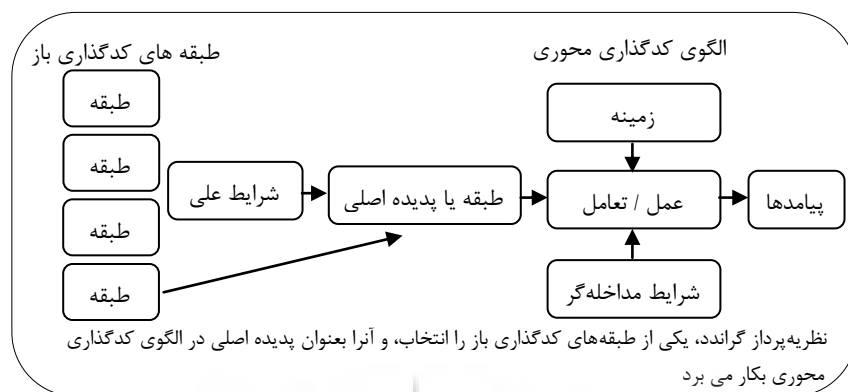 الگوی کدگذاری محوری
طبقه های کدگذاری باز
طبقه
طبقه
طبقه
طبقه
شرایط علی
طبقه یا پدیده اصلی
زمینه
عمل / تعامل
شرایط مداخله‌گر
پیامدها
نظریه‌پرداز گراندد، یکی از طبقه‌های کدگذاری باز را انتخاب، و آنرا بعنوان پدیده اصلی در الگوی کدگذاری
محوری بکار می برد